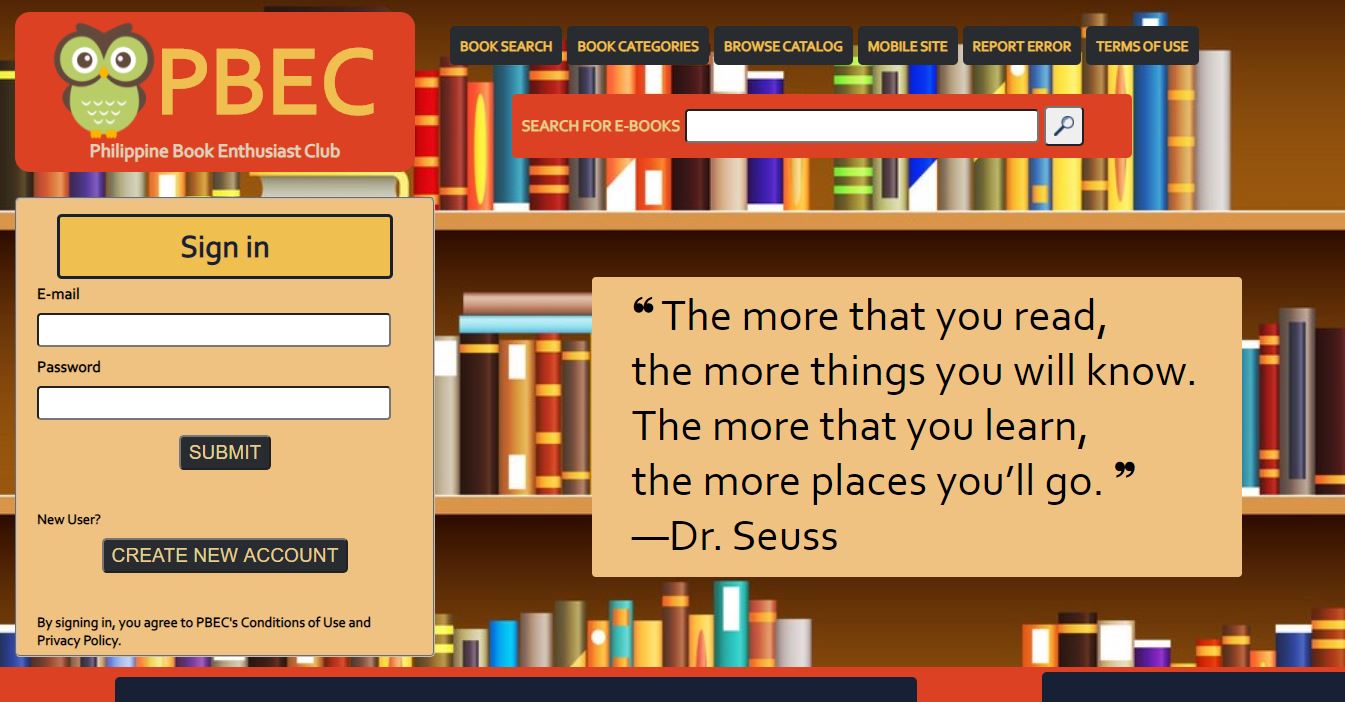 PBEC
Philippine Book Enthusiast Club
BOOK SEARCH
BOOK CATEGORIES
BROWSE CATALOG
MOBILE SITE
REPORT ERROR
TERMS OF USE
SEARCH FOR E-BOOKS
Sign in
E-mail
Password
SUBMIT
New User?
CREATE NEW ACCOUNT
By signing in, you agree to PBEC's Conditions of Use and
Privacy Policy.
❝ The more that you read,
the more things you will know.
The more that you learn,
the more places you’ll go. ❞
—Dr. Seuss